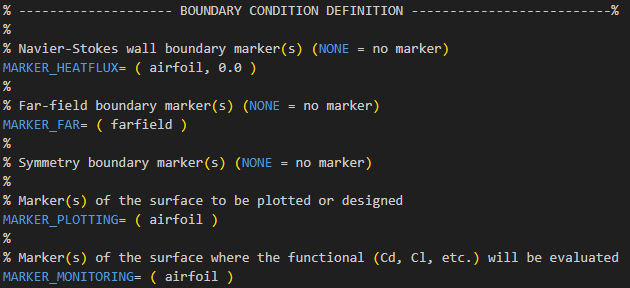 % -------------------- BOUNDARY CONDITION DEFINITION --------------------------%
%
% Navier-Stokes wall boundary marker(s) (NONE = no marker)
MARKER_HEATFLUX= ( airfoil, 0.0 )
%
% Far-field boundary marker(s) (NONE = no marker)
MARKER_FAR= ( farfield )
%
% Symmetry boundary marker(s) (NONE = no marker)
%
% Marker(s) of the surface to be plotted or designed
MARKER_PLOTTING= ( airfoil )
%
% Marker(s) of the surface where the functional (Cd, Cl, etc.) will be evaluated
MARKER_MONITORING= ( airfoil )